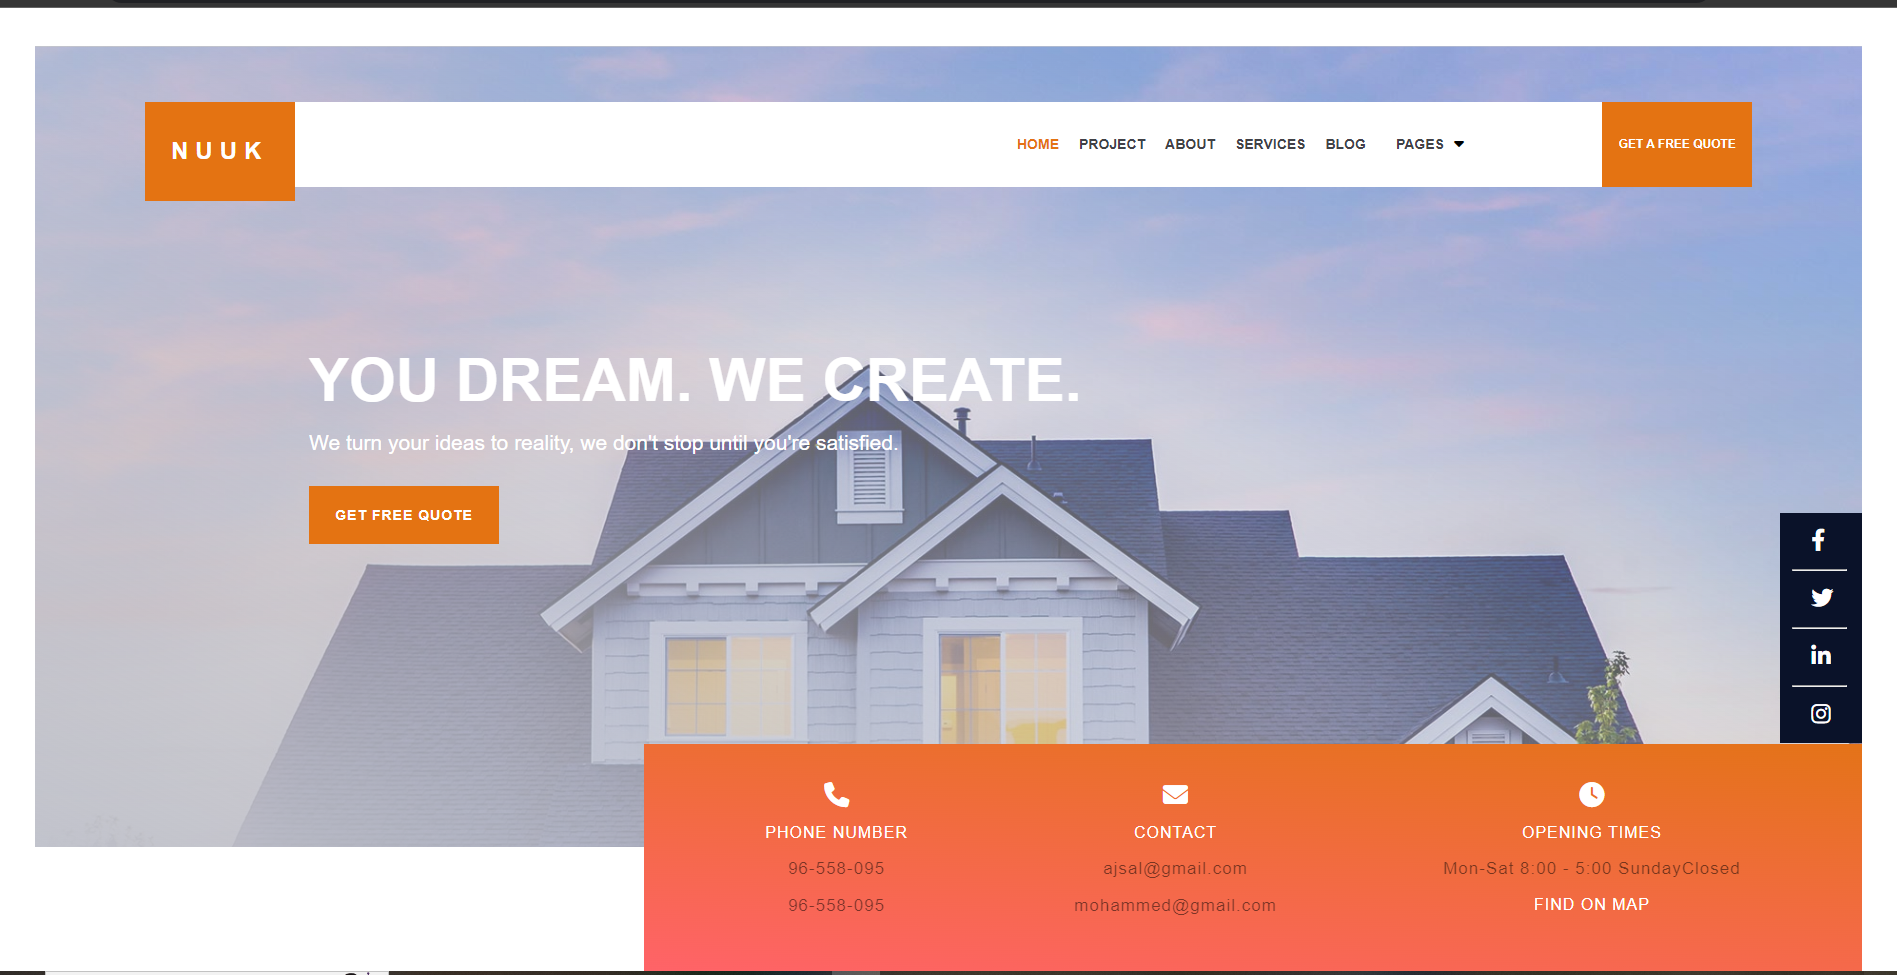 NUUK
HOME PROJECT ABOUT SERVICES BLOG PAGES
GET A FREE QUOTE
YOU DREAM. WE CREATE.
We turn your ideas to reality, we don't stop until you're satisfied.
GET FREE QUOTE
PHONE NUMBER
96-558-095
96-558-095
CONTACT
ajsal@gmail.com
mohammed@gmail.com
OPENING TIMES
Mon-Sat 8:00 - 5:00 SundayClosed
FIND ON MAP